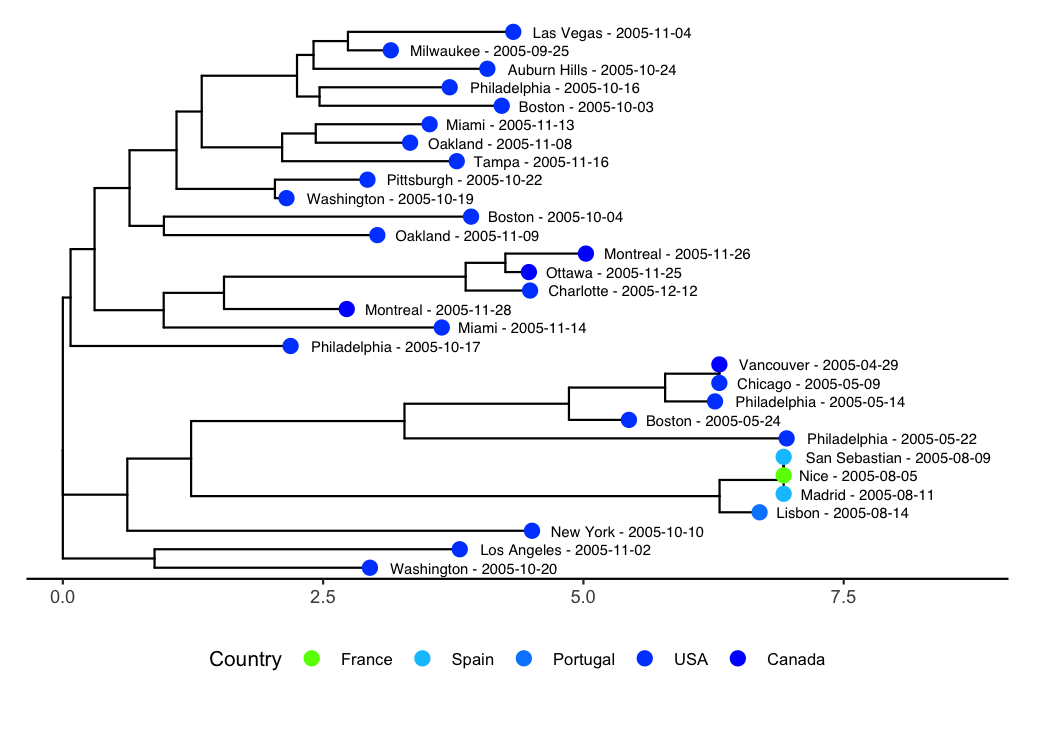 Las Vegas - 2005-11-04
Milwaukee - 2005-09-25
Auburn Hills - 2005-10-24
Philadelphia - 2005-10-16
Boston - 2005-10-03
Miami - 2005-11-13
Oakland - 2005-11-08
Tampa - 2005-11-16
Pittsburgh - 2005-10-22
Washington - 2005-10-19
Boston - 2005-10-04
Oakland - 2005-11-09
Montreal - 2005-11-26
Ottawa - 2005-11-25
Charlotte - 2005-12-12
Montreal - 2005-11-28
Miami - 2005-11-14
Philadelphia - 2005-10-17
Vancouver - 2005-04-29
Chicago - 2005-05-09
Philadelphia - 2005-05-14
Boston - 2005-05-24
Philadelphia - 2005-05-22
San Sebastian - 2005-08-09
Nice - 2005-08-05
Madrid - 2005-08-11
Lisbon - 2005-08-14
New York - 2005-10-10
Los Angeles - 2005-11-02
Washington - 2005-10-20
0.0 2.5 5.0 7.5
Country France Spain Portugal USA Canada